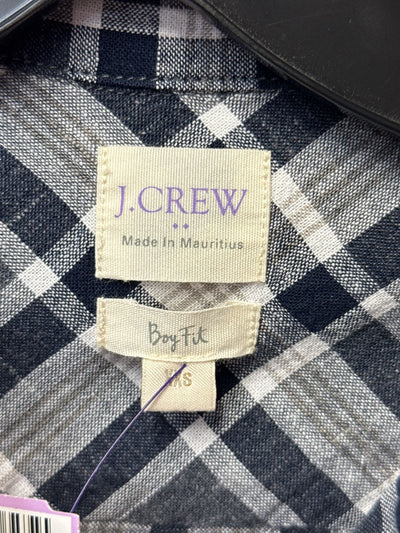 J.CREW
Made In Mauritius
Boy Fit
XXS